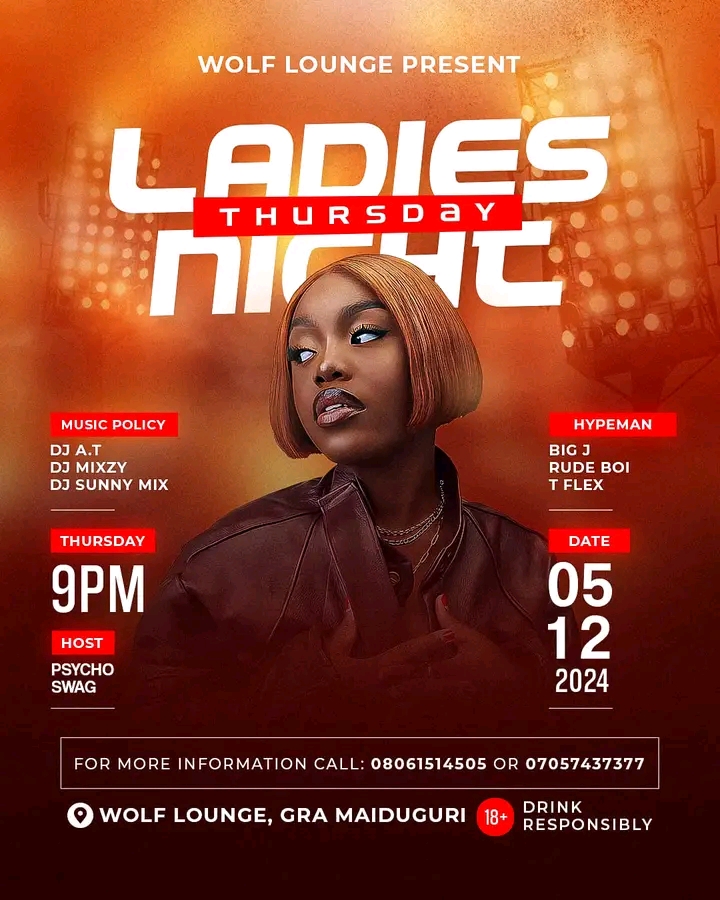 WOLF LOUNGE PRESENT
LADIES
THURSDAY
NIGHT
MUSIC POLICY
DJ A.T
DJ MIXZY
DJ SUNNY MIX
THURSDAY
9PM
HOST
PSYCHO
SWAG
HYPEMAN
BIG J
RUDE BOI
T FLEX
DATE
05
12
2024
FOR MORE INFORMATION CALL: 08061514505 OR 07057437377
WOLF LOUNGE, GRA MAIDUGURI
18+
DRINK
RESPONSIBLY